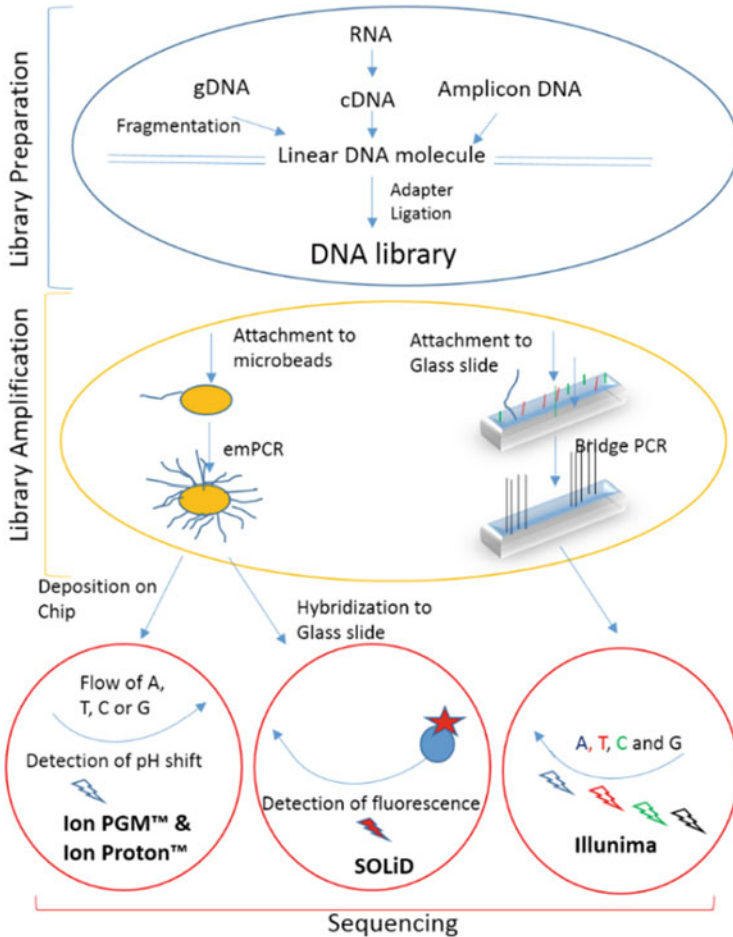 Library Preparation
RNA
gDNA
cDNA
Amplicon DNA
Fragmentation
Linear DNA molecule
Adapter
Ligation
DNA library
Library Amplification
Attachment to
microbeads
Attachment to
Glass slide
emPCR
Bridge PCR
Deposition on
Chip
Hybridization to
Glass slide
Flow of A,
T, C or G
Detection of pH shift
Ion PGM™ &
Ion Proton™
Detection of fluorescence
SOLiD
A, T, C and G
Illunima
Sequencing